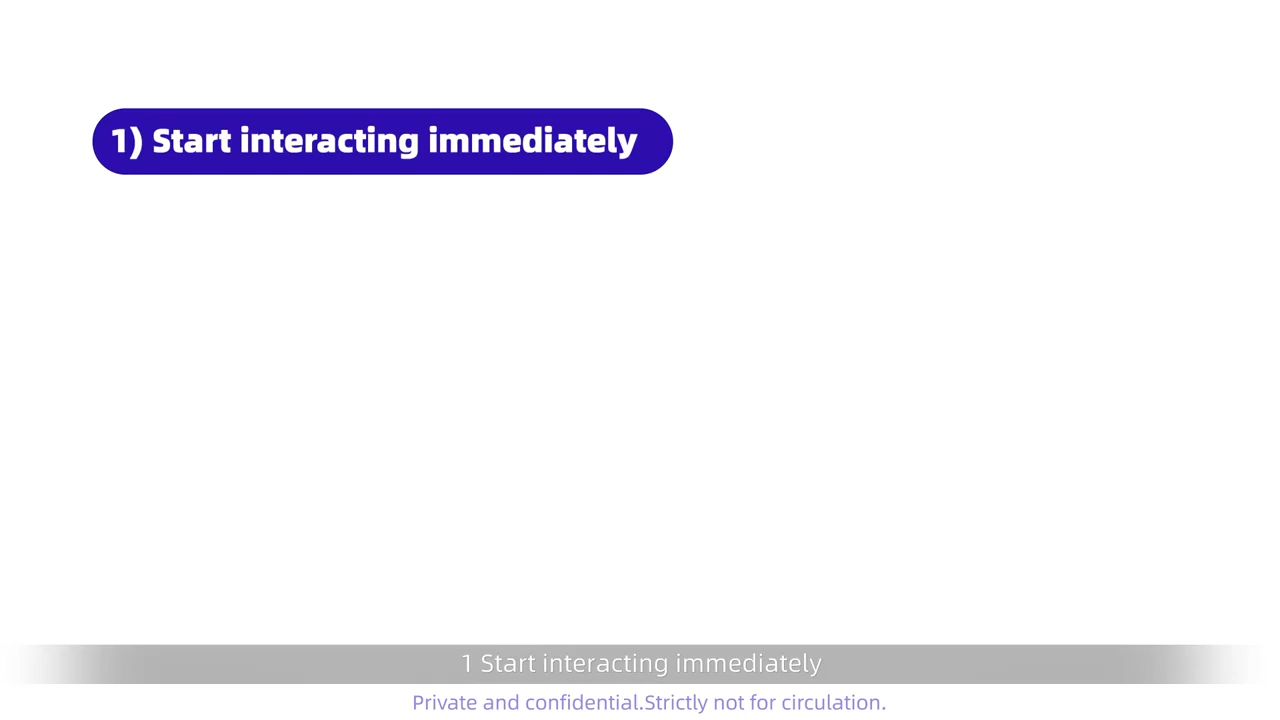 1) Start interacting immediately
1 Start interacting immediately
Private and confidential.Strictly not for circulation.